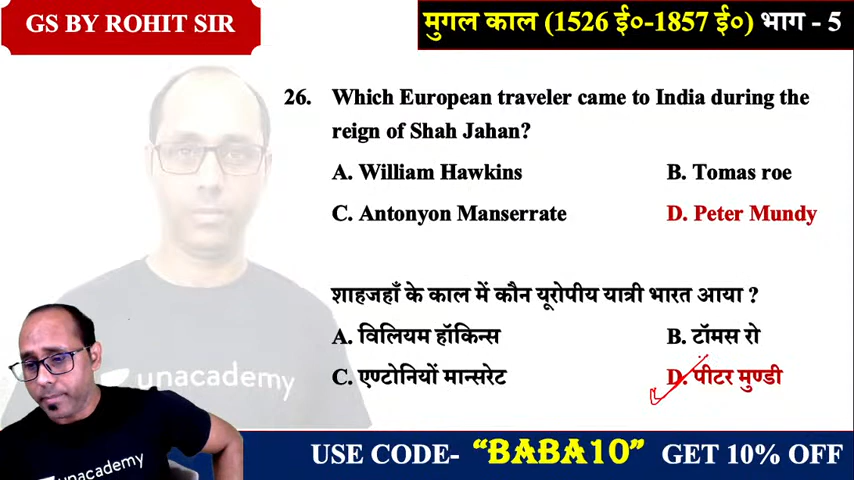 GS BY ROHIT SIR
मुगल काल (1526 ई०-1857 ई०) भाग - 5
26. Which European traveler came to India during the
reign of Shah Jahan?
A. William Hawkins B. Tomas roe
C. Antonyon Manserrate D. Peter Mundy
शाहजहाँ के काल में कौन यूरोपीय यात्री भारत आया ?
A. विलियम हॉकिन्स B. टॉमस रो
C. एण्टोनियों मान्सरेट D. पीटर मुण्डी
unacademy
unacademy
USE CODE- “BABA10” GET 10% OFF